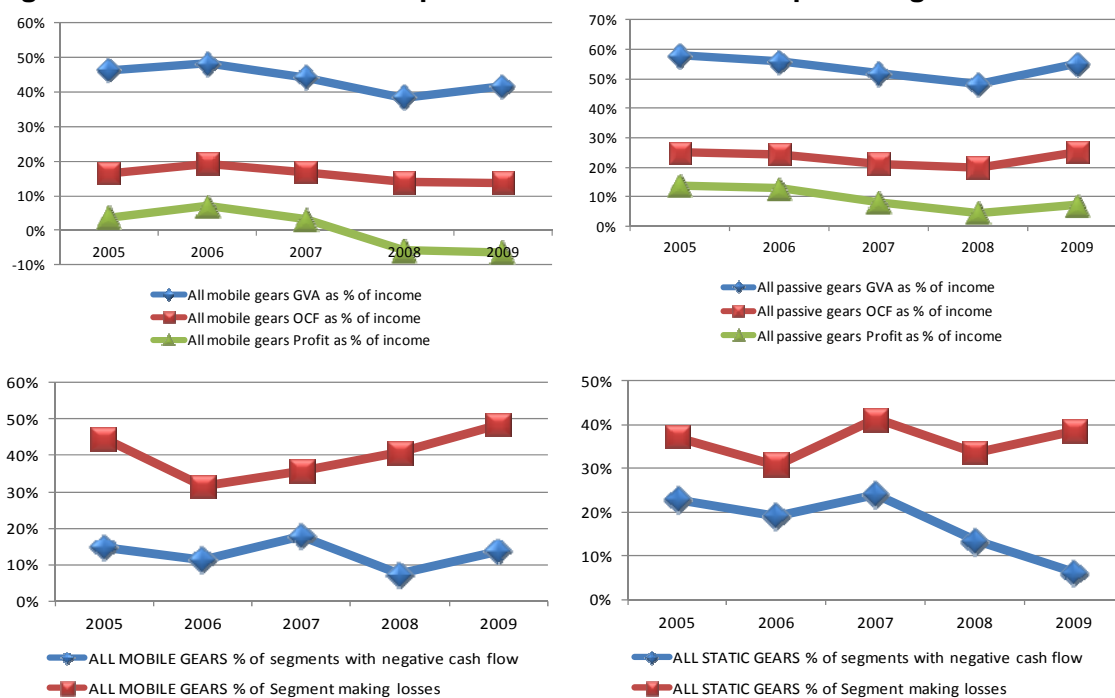 60%
50%
40%
30%
20%
10%
0%
-10%
2005 2006 2007 2008 2009
All mobile gears GVA as % of income
All mobile gears OCF as % of income
All mobile gears Profit as % of income
70%
60%
50%
40%
30%
20%
10%
0%
2005 2006 2007 2008 2009
All passive gears GVA as % of income
All passive gears OCF as % of income
All passive gears Profit as % of income
60%
50%
40%
30%
20%
10%
0%
2005 2006 2007 2008 2009
ALL MOBILE GEARS % of segments with negative cash flow
ALL MOBILE GEARS % of Segment making losses
50%
40%
30%
20%
10%
0%
2005 2006 2007 2008 2009
ALL STATIC GEARS % of segments with negative cash flow
ALL STATIC GEARS % of Segment making losses